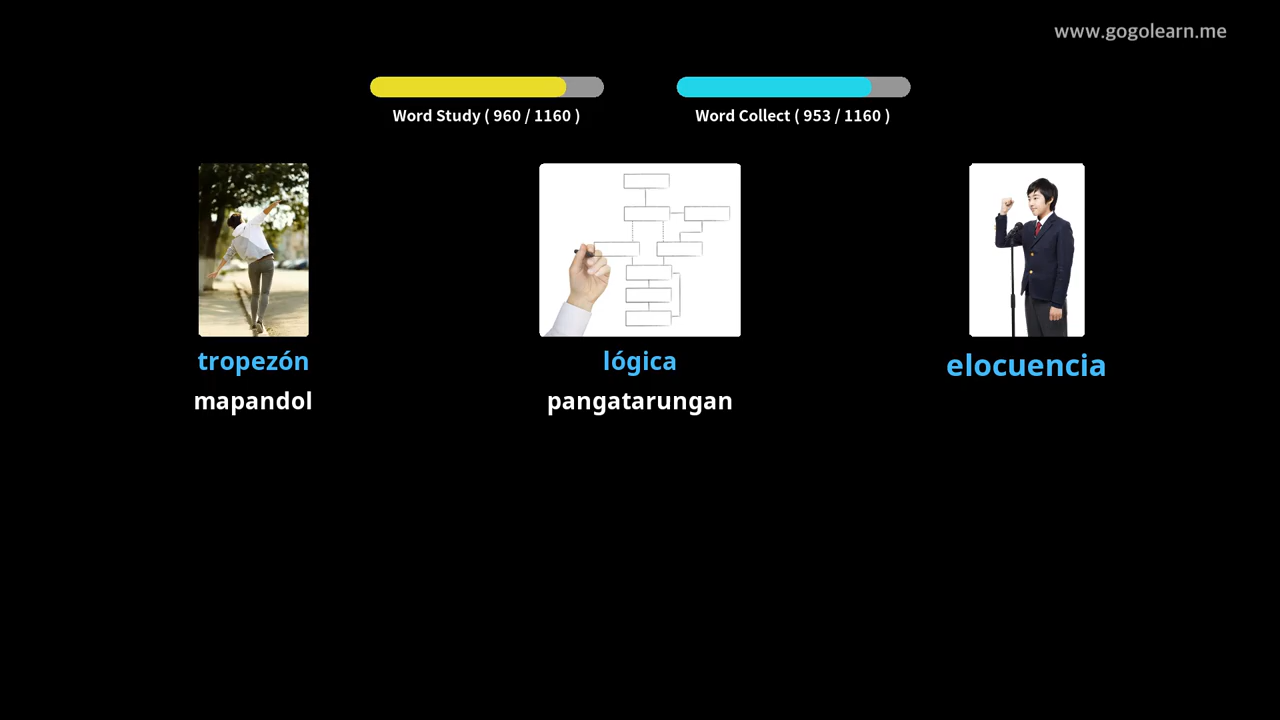 www.gogolearn.me
Word Study ( 960 / 1160 )
Word Collect ( 953 / 1160 )
tropezón
lógica
elocuencia
mapandol
pangatarungan